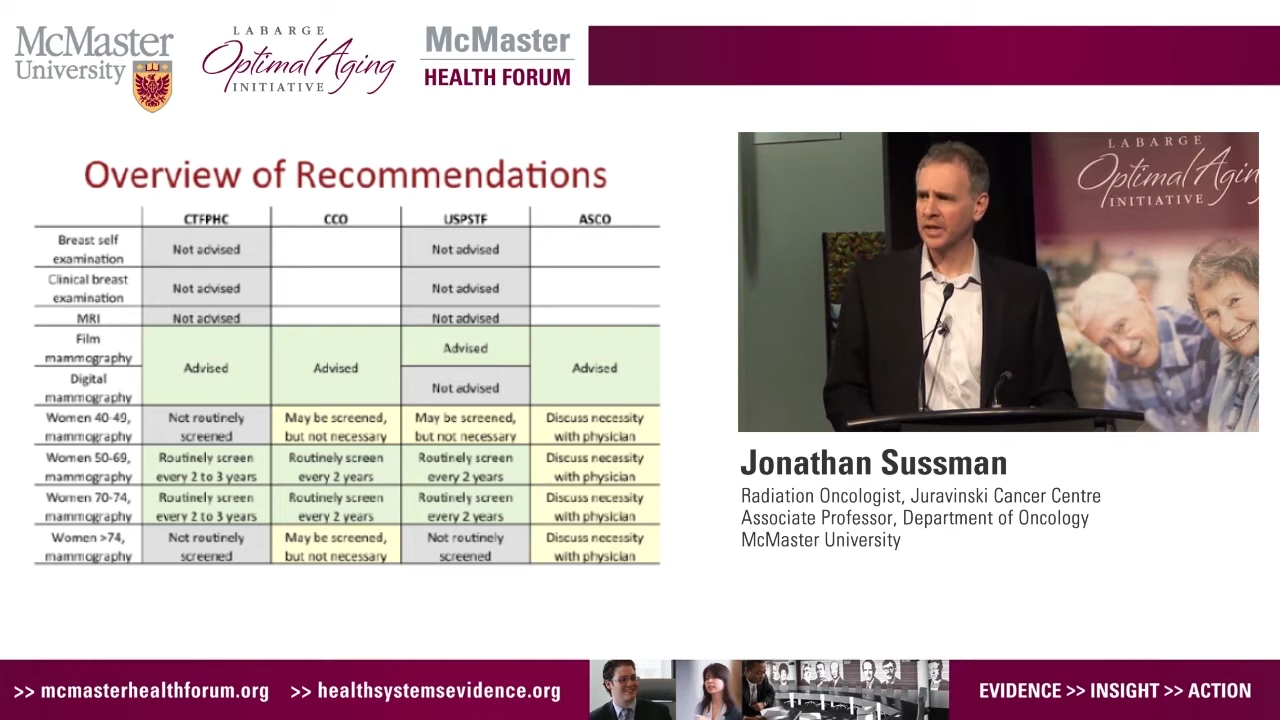 McMaster
University
LABARGE
Optimal Aging
INITIATIVE
McMaster
HEALTH FORUM
Overview of Recommendations
CTFPHC CCO USPSTF ASCO
Breast self
examination
Not advised Not advised
Clinical breast
examination
Not advised Not advised
MRI Not advised Not advised
Film
mammography
Digital
mammography
Advised Advised Advised Not advised Advised
Women 40-49, Not routinely May be screened, May be screened, Discuss necessity
mammography screened but not necessary but not necessary with physician
Women 50-69, Routinely screen Routinely screen Routinely screen Discuss necessity
mammography every 2 to 3 years every 2 years every 2 years with physician
Women 70-74, Routinely screen Routinely screen Routinely screen Discuss necessity
mammography every 2 to 3 years every 2 years every 2 years with physician
Women >74, Not routinely May be screened, Not routinely Discuss necessity
mammography screened but not necessary screened with physician
LABARGE
Optimal Agin
INITIATIVE
Jonathan Sussman
Radiation Oncologist, Juravinski Cancer Centre
Associate Professor, Department of Oncology
McMaster University
>> mcmasterhealthforum.org >> healthsystemsevidence.org
EVIDENCE >> INSIGHT >> ACTION